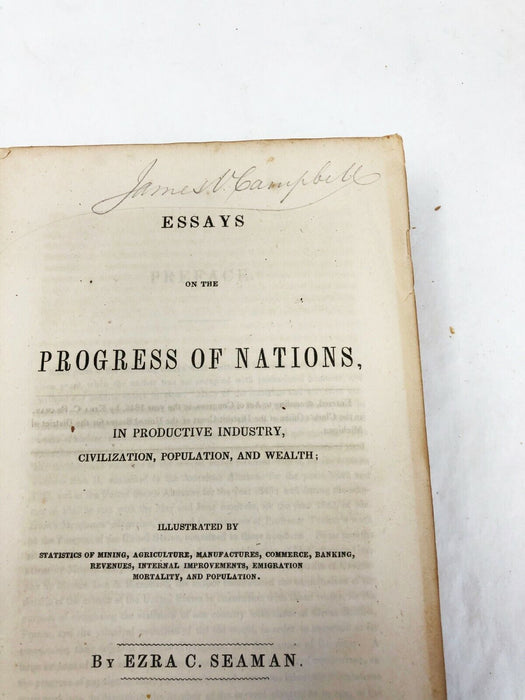 James V. Campbell
ESSAYS
ON THE
PROGRESS OF NATIONS,
IN PRODUCTIVE INDUSTRY,
CIVILIZATION, POPULATION, AND WEALTH;
ILLUSTRATED BY
STATISTICS OF MINING, AGRICULTURE, MANUFACTURES, COMMERCE, BANKING,
REVENUES, INTERNAL IMPROVEMENTS, EMIGRATION
MORTALITY, AND POPULATION.
BY EZRA C. SEAMAN.